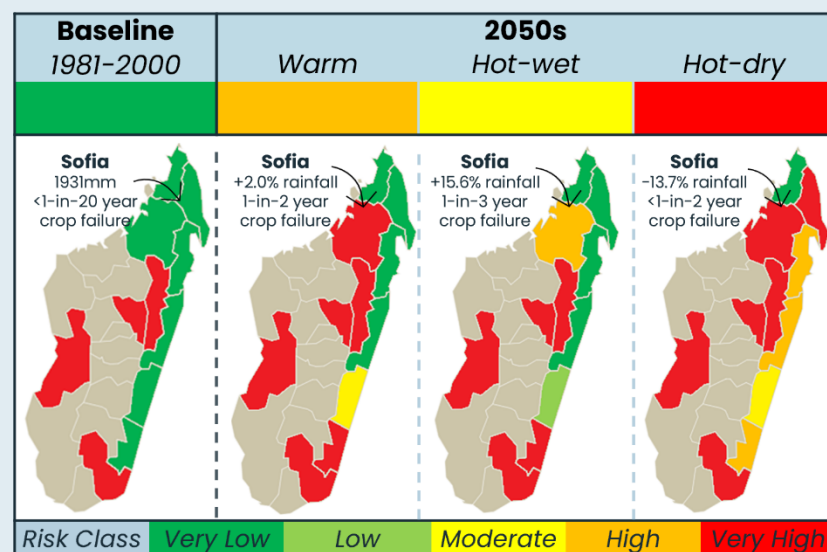 Baseline
1981-2000
2050s
Warm
Hot-wet
Hot-dry
Sofia
1931mm
<1-in-20 year
crop failure
Sofia
+2.0% rainfall
1-in-2 year
crop failure
Sofia
+15.6% rainfall
1-in-3 year
crop failure
Sofia
-13.7% rainfall
<1-in-2 year
crop failure
Risk Class
Very Low
Low
Moderate
High
Very High